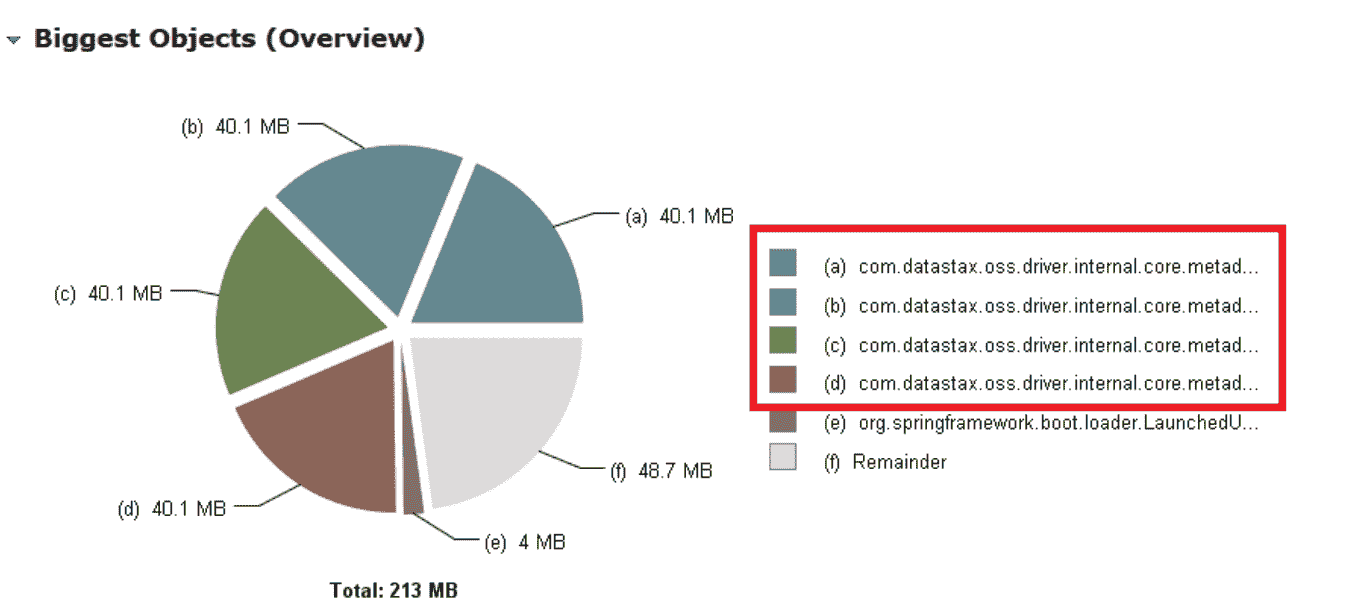 Biggest Objects (Overview)
(b) 40.1 MB
(a) 40.1 MB
(c) 40.1 MB
(d) 40.1 MB
(e) 4 MB
(f) 48.7 MB
Total: 213 MB
(a) com.datastax.oss.driver.internal.core.metad...
(b) com.datastax.oss.driver.internal.core.metad...
(c) com.datastax.oss.driver.internal.core.metad...
(d) com.datastax.oss.driver.internal.core.metad...
(e) org.springframework.boot.loader.LaunchedU...
(f) Remainder